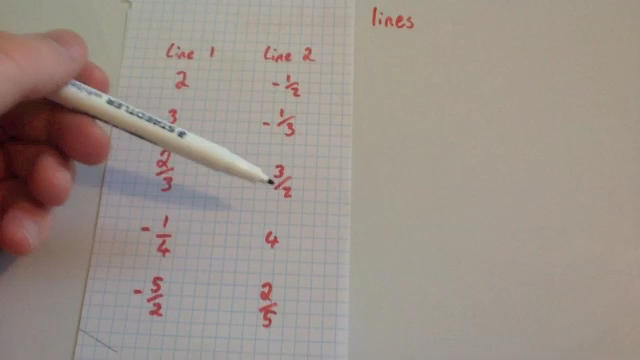 lines
Line 1 Line 2
2 -1/2
3 -1/3
2/3 3/2
-1/4 4
-5/2 2/5
STAEDTLER